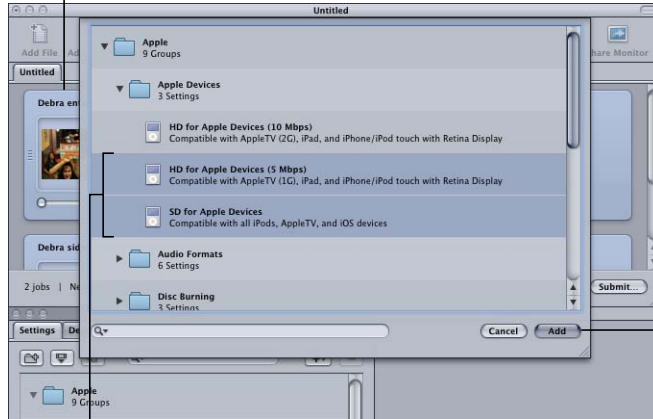 Untitled
Add File
hare Monitor
Untitled
Apple
9 Groups
Apple Devices
3 Settings
Debra en
HD for Apple Devices (10 Mbps)
Compatible with AppleTV (2G), iPad, and iPhone/iPod touch with Retina Display
HD for Apple Devices (5 Mbps)
Compatible with AppleTV (1G), iPad, and iPhone/iPod touch with Retina Display
SD for Apple Devices
Compatible with all iPods, AppleTV, and iOS devices
Debra sid
Audio Formats
6 Settings
2 jobs | Ne
Disc Burning
3 Settings
Submit...
Settings De
Cancel Add
Apple
9 Groups